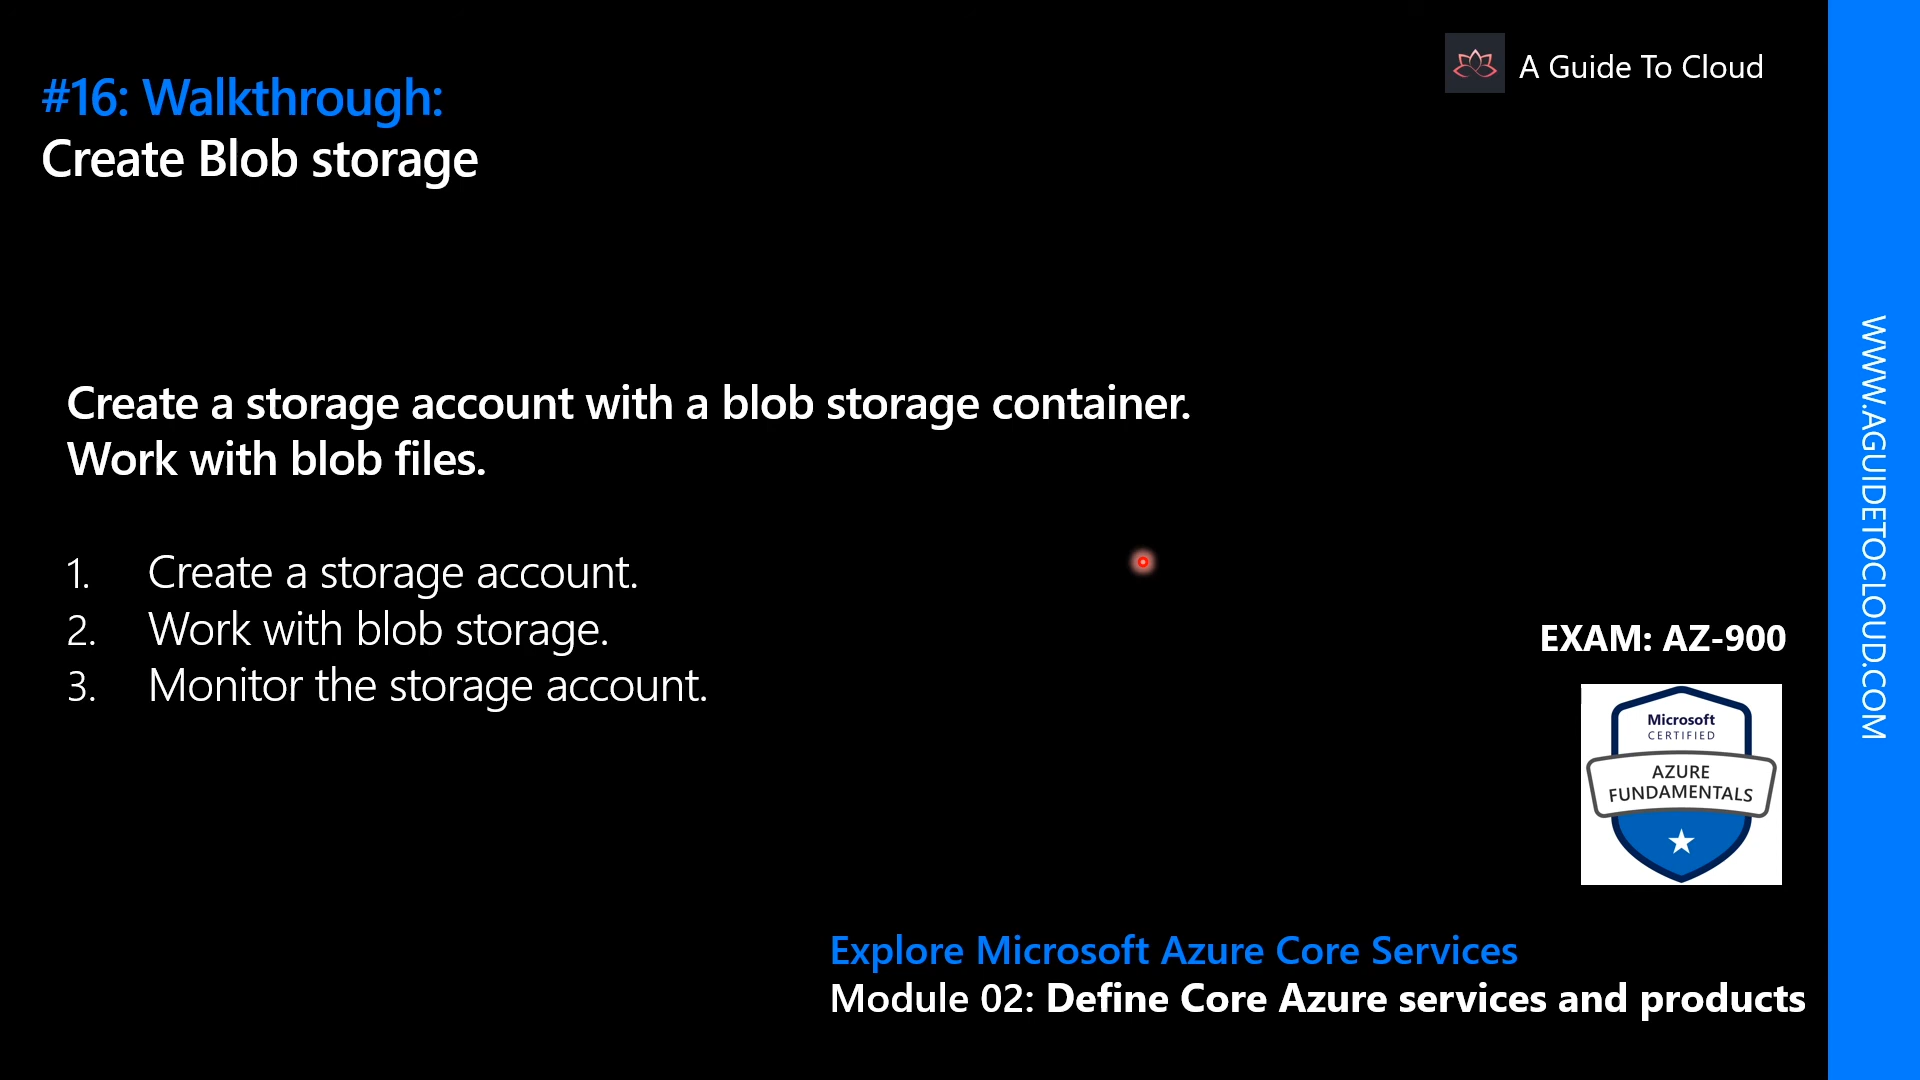 #16: Walkthrough:
Create Blob storage
A Guide To Cloud
Create a storage account with a blob storage container.
Work with blob files.
1. Create a storage account.
2. Work with blob storage.
3. Monitor the storage account.
EXAM: AZ-900
Microsoft
CERTIFIED
AZURE
FUNDAMENTALS
Explore Microsoft Azure Core Services
Module 02: Define Core Azure services and products
WWW.AGUIDETOCLOUD.COM